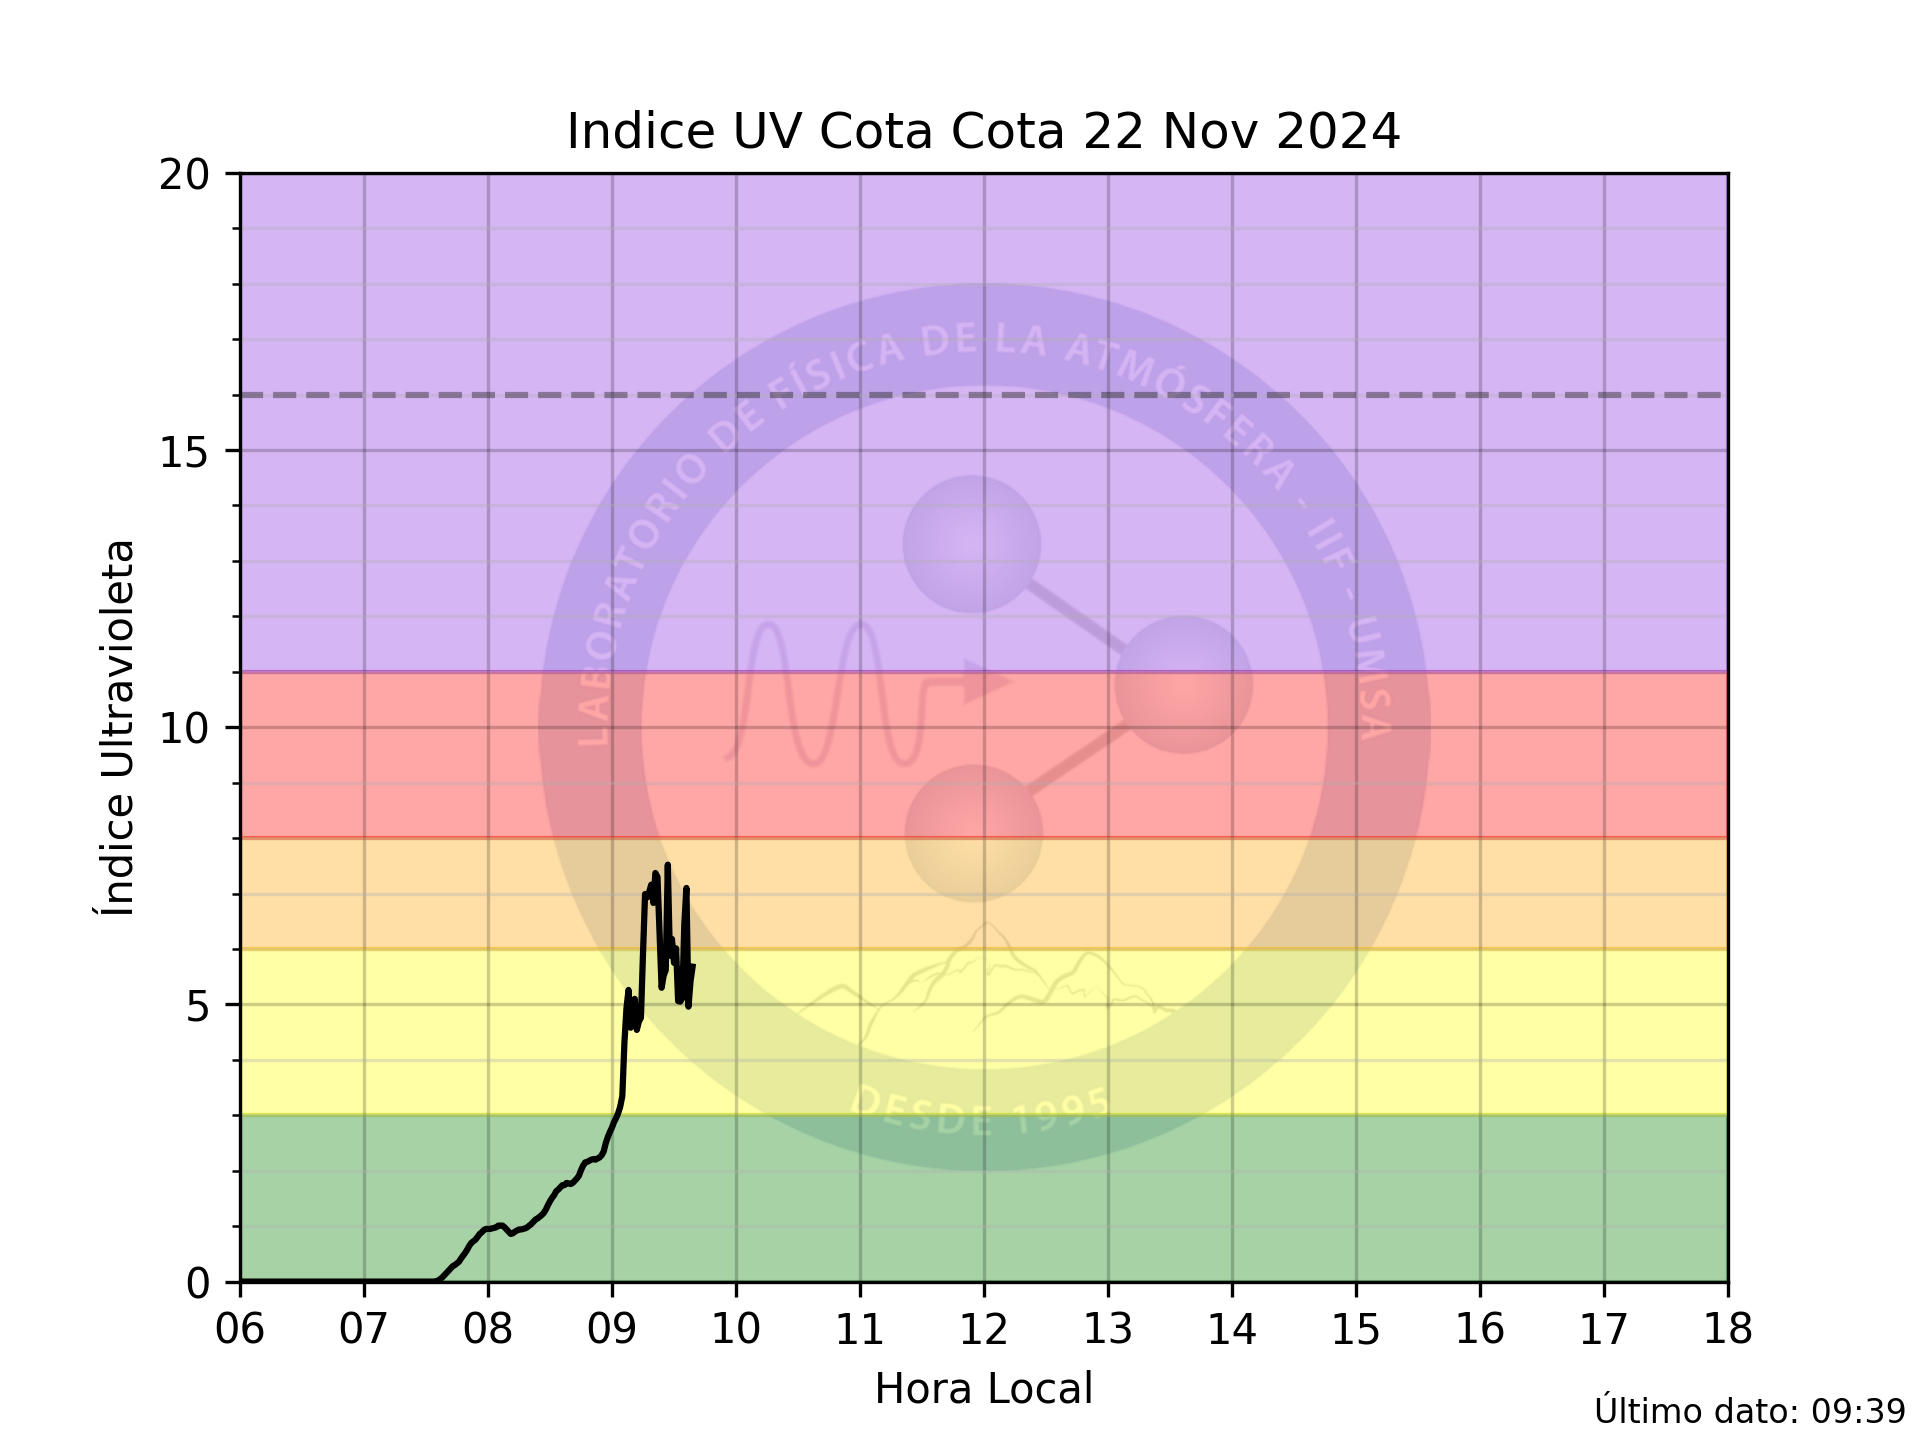 Indice UV Cota Cota 22 Nov 2024
20
15
10
5
0
Índice Ultravioleta
LABORATORIO DE FÍSICA DE LA ATMÓSFERA - IIF - UMSA
DESDE 1995
06 07 08 09 10 11 12 13 14 15 16 17 18
Hora Local
Último dato: 09:39